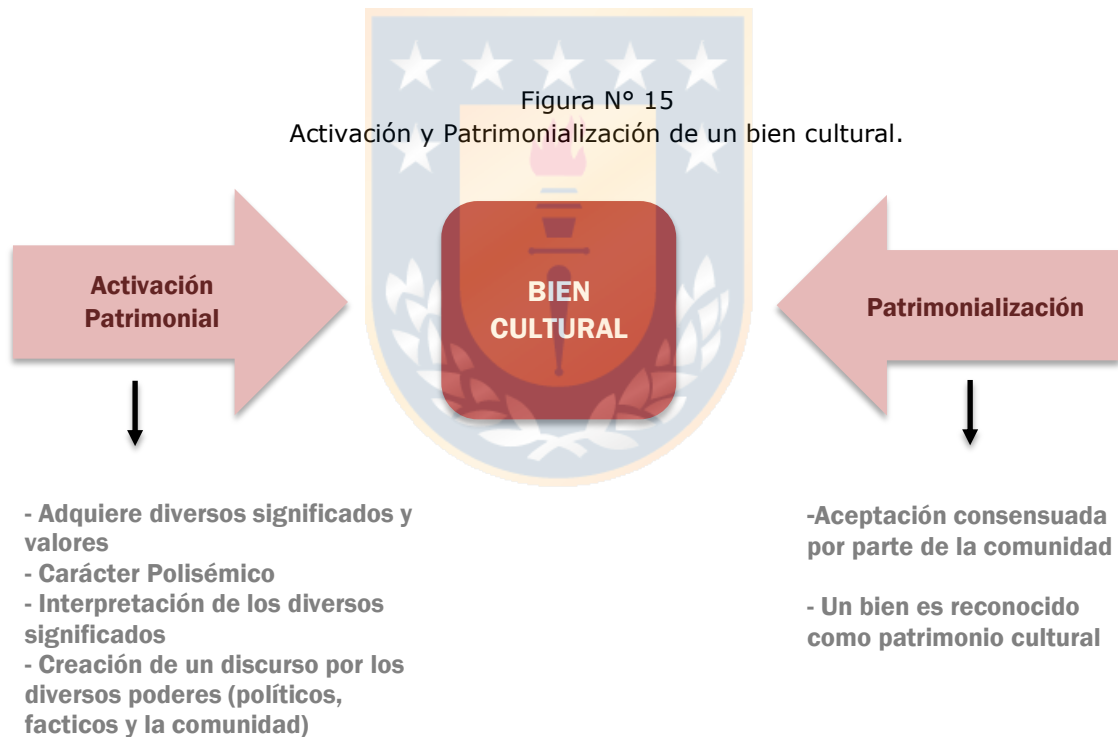 Figura N° 15
Activación y Patrimonialización de un bien cultural.
Activación
Patrimonial
BIEN
CULTURAL
Patrimonialización
- Adquiere diversos significados y
valores
- Carácter Polisémico
- Interpretación de los diversos
significados
- Creación de un discurso por los
diversos poderes (políticos,
facticos y la comunidad)
-Aceptación consensuada
por parte de la comunidad
- Un bien es reconocido
como patrimonio cultural